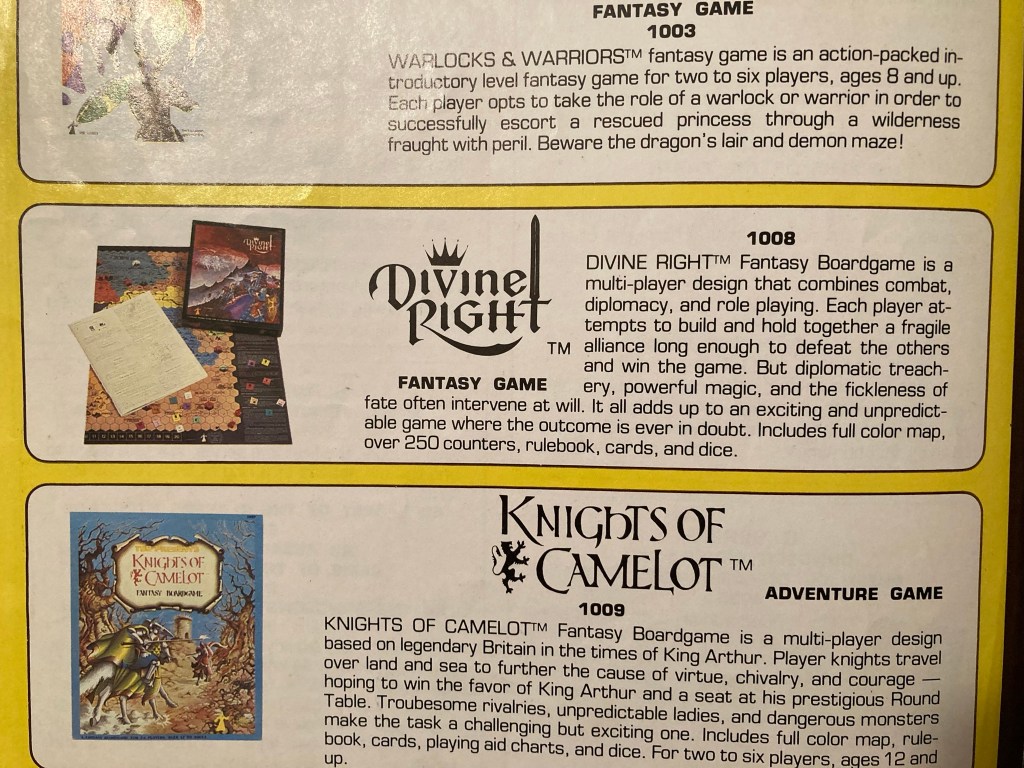 FANTASY GAME
1003
WARLOCKS & WARRIORS™ fantasy game is an action-packed in-
troductory level fantasy game for two to six players, ages 8 and up.
Each player opts to take the role of a warlock or warrior in order to
successfully escort a rescued princess through a wilderness
fraught with peril. Beware the dragon's lair and demon maze!
Divine
Right
Divine
Right
™
FANTASY GAME
1008
DIVINE RIGHT™ Fantasy Boardgame is a
multi-player design that combines combat,
diplomacy, and role playing. Each player at-
tempts to build and hold together a fragile
alliance long enough to defeat the others
and win the game. But diplomatic treach-
ery, powerful magic, and the fickleness of
fate often intervene at will. It all adds up to an exciting and unpredict-
able game where the outcome is ever in doubt. Includes full color map,
over 250 counters, rulebook, cards, and dice.
KNIGHTS OF
CAMELOT
FANTASY BOARDGAME
KNIGHTS OF
CAMELOT™
ADVENTURE GAME
1009
KNIGHTS OF CAMELOT™ Fantasy Boardgame is a multi-player design
based on legendary Britain in the times of King Arthur. Player knights travel
over land and sea to further the cause of virtue, chivalry, and courage —
hoping to win the favor of King Arthur and a seat at his prestigious Round
Table. Troublesome rivalries, unpredictable ladies, and dangerous monsters
make the task a challenging but exciting one. Includes full color map, rule-
book, cards, playing aid charts, and dice. For two to six players, ages 12 and
up.